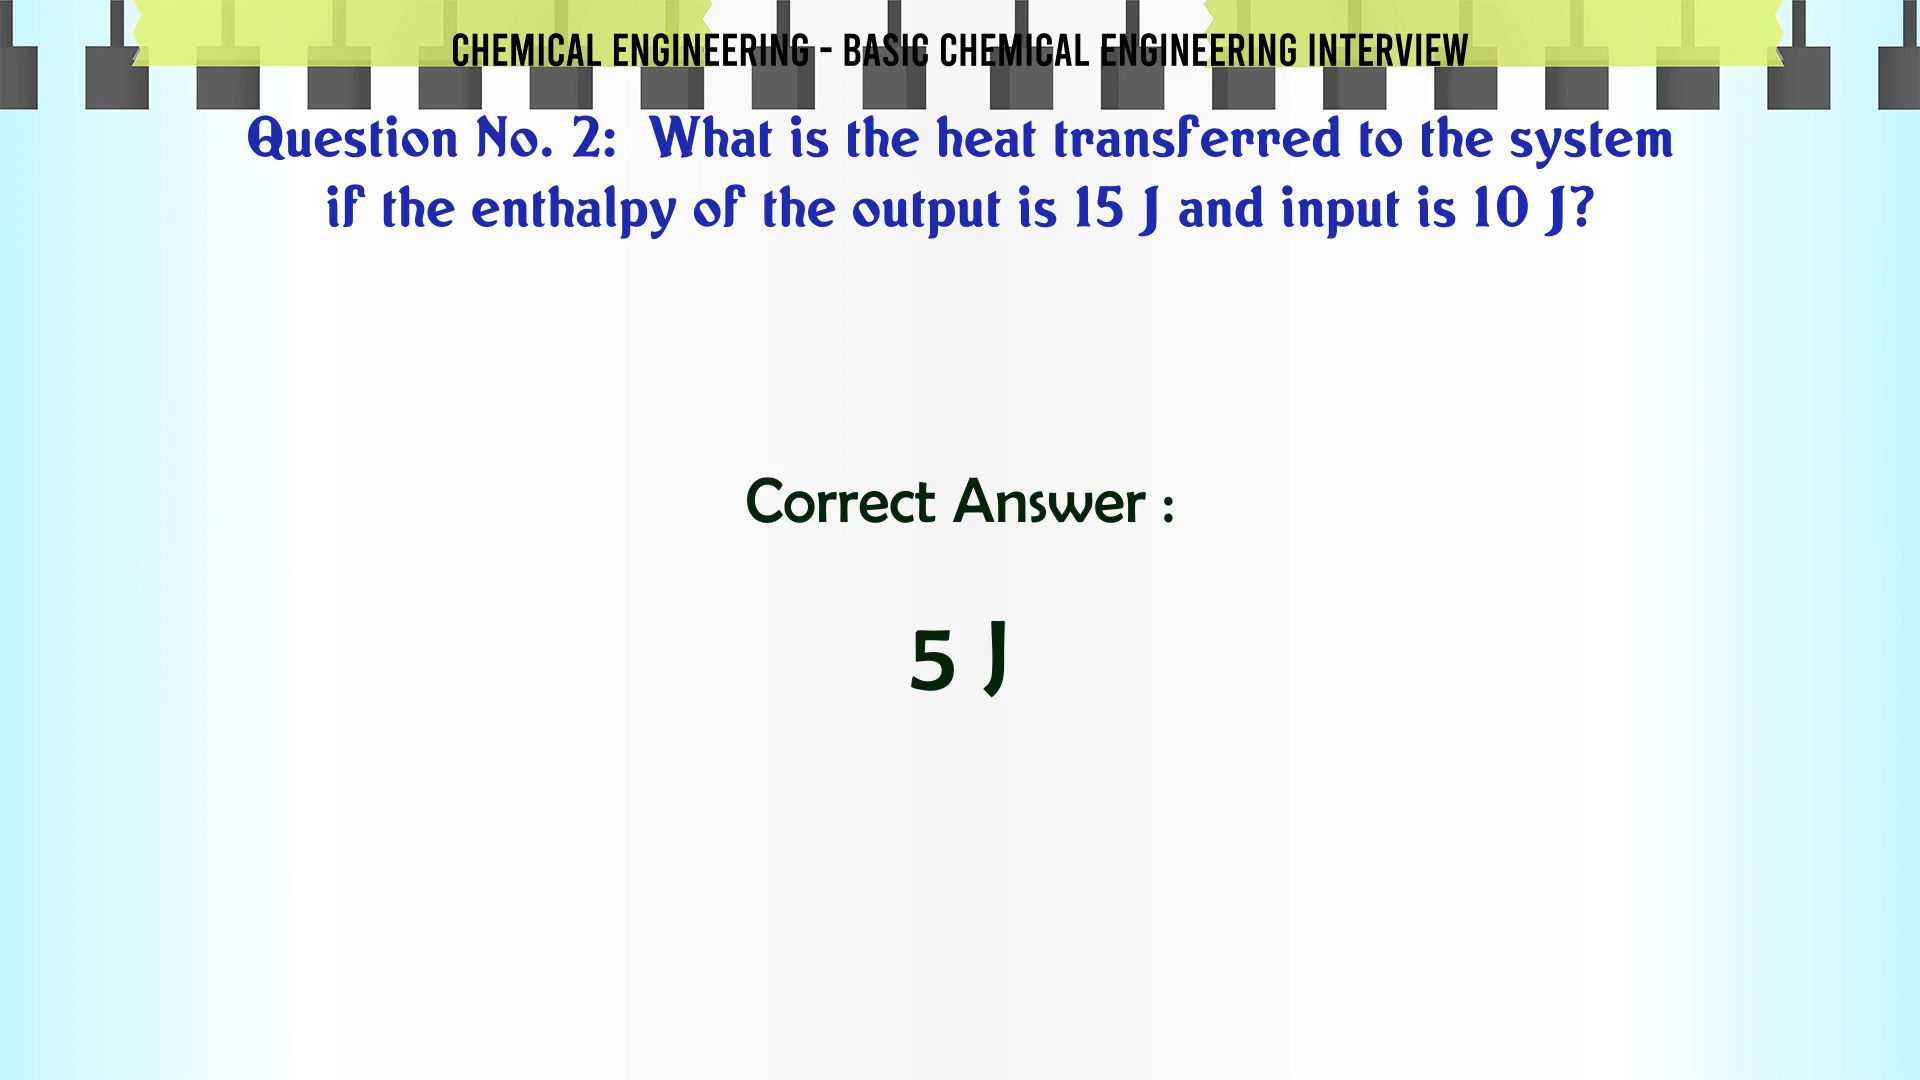 CHEMICAL ENGINEERING - BASIC CHEMICAL ENGINEERING INTERVIEW
Question No. 2: What is the heat transferred to the system
if the enthalpy of the output is 15 J and input is 10 J?
Correct Answer :
5 J